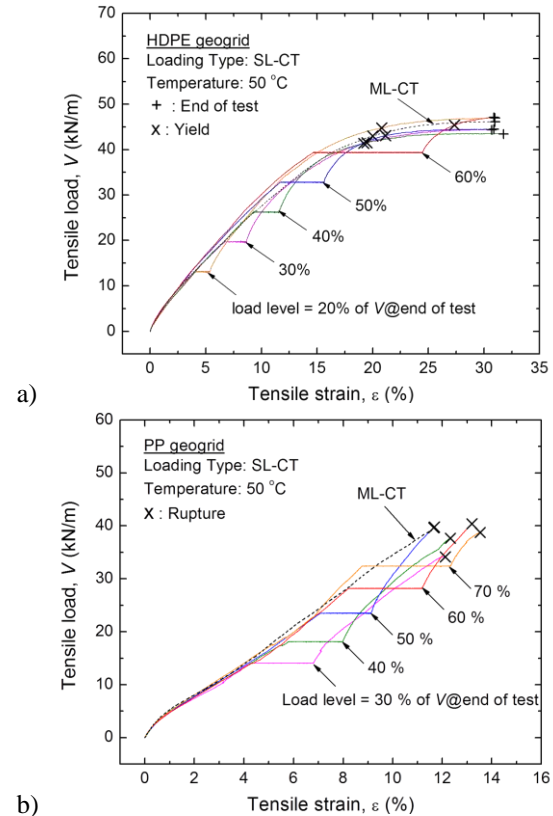 HDPE geogrid
Loading Type: SL-CT
Temperature: 50 °C
+ : End of test
x : Yield
ML-CT
60%
50%
40%
30%
load level = 20% of V@end of test
Tensile load, V (kN/m)
60
50
40
30
20
10
0
0 5 10 15 20 25 30 35
Tensile strain, ε (%)
a)
PP geogrid
Loading Type: SL-CT
Temperature: 50 °C
x : Rupture
ML-CT
70 %
60 %
50 %
40 %
Load level = 30 % of V@end of test
Tensile load, V (kN/m)
60
50
40
30
20
10
0
0 2 4 6 8 10 12 14 16
Tensile strain, ε (%)
b)